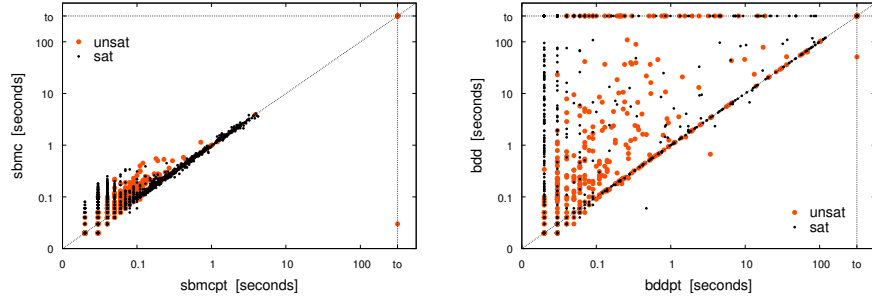 to
100
10
1
0.1
0
sbmc [seconds]
unsat
sat
0
0.1
1
10
100
to
sbmcpt [seconds]
to
100
10
1
0.1
0
bdd [seconds]
unsat
sat
0
0.1
1
10
100
to
bddpt [seconds]